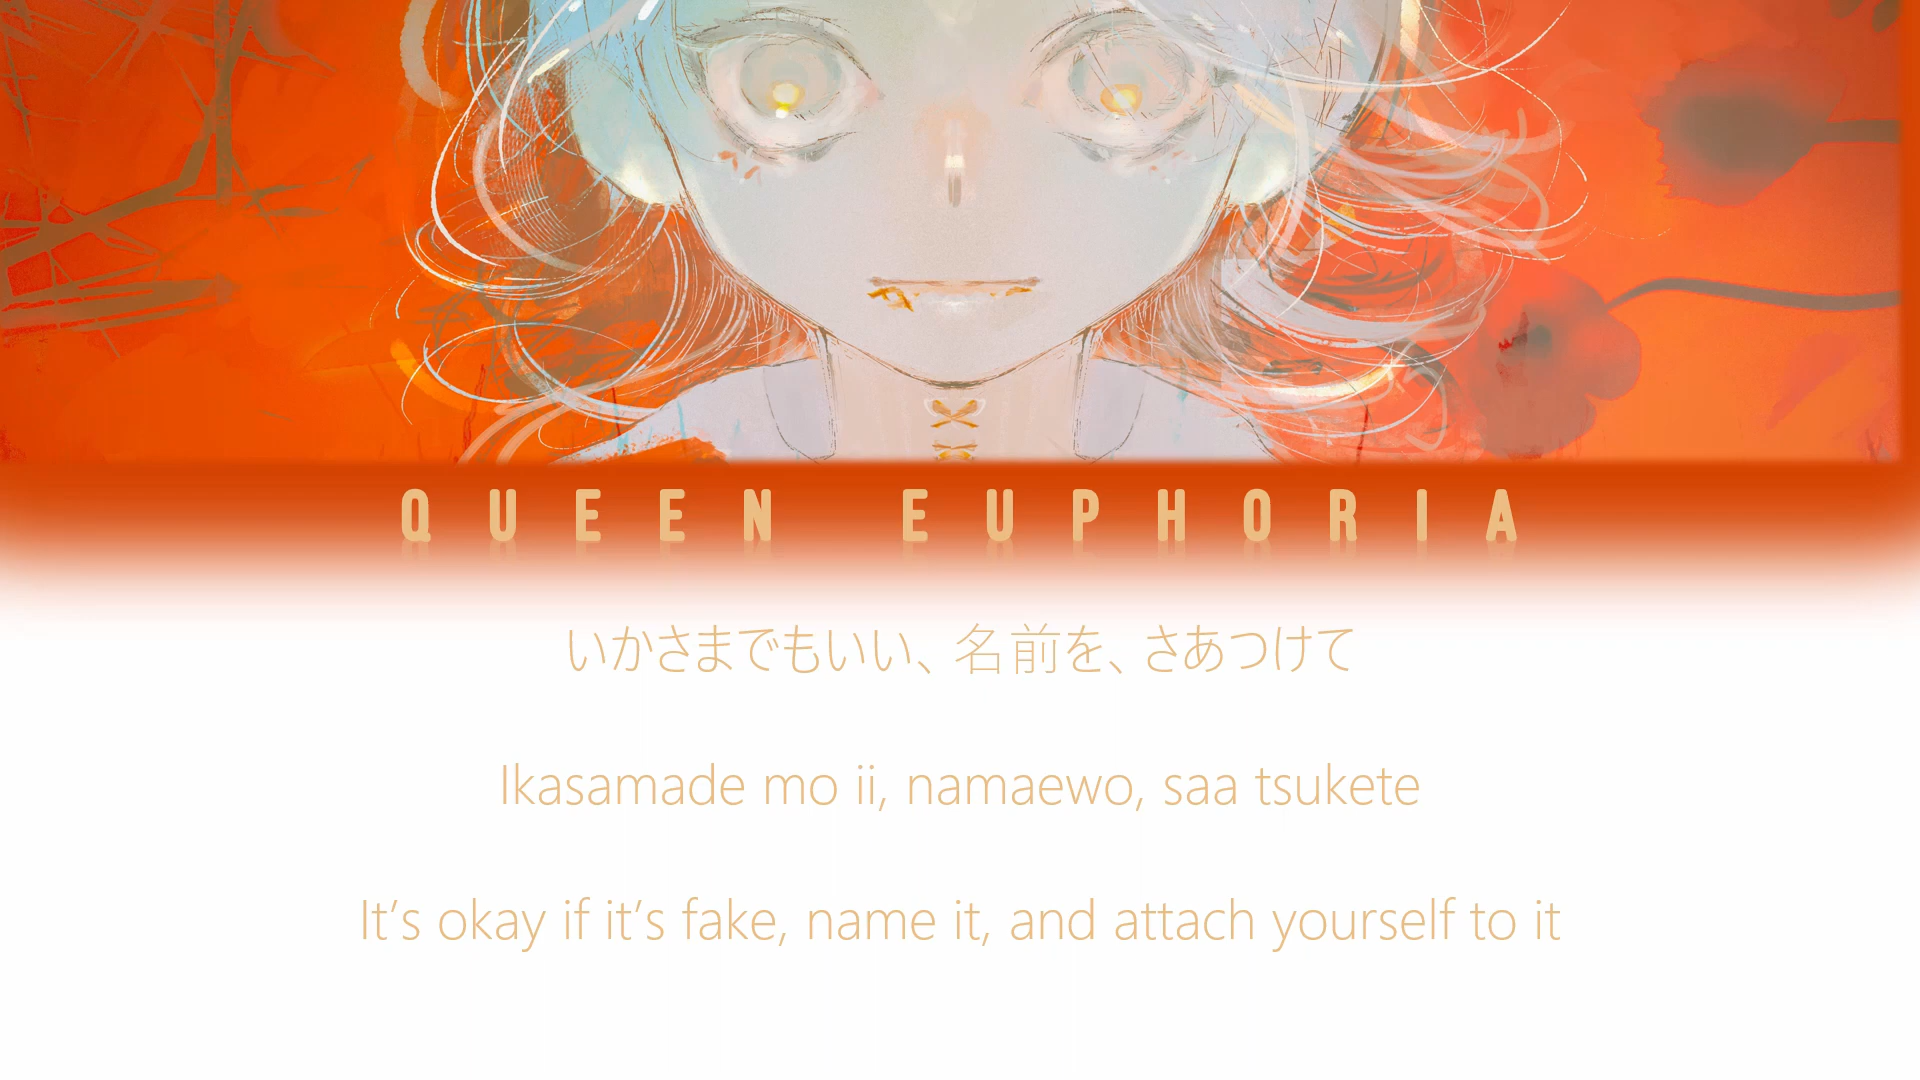 QUEEN EUPHORIA
いかさまでもいい、名前を、さあつけて
Ikasamade mo ii, namaewo, saa tsukete
It's okay if it's fake, name it, and attach yourself to it